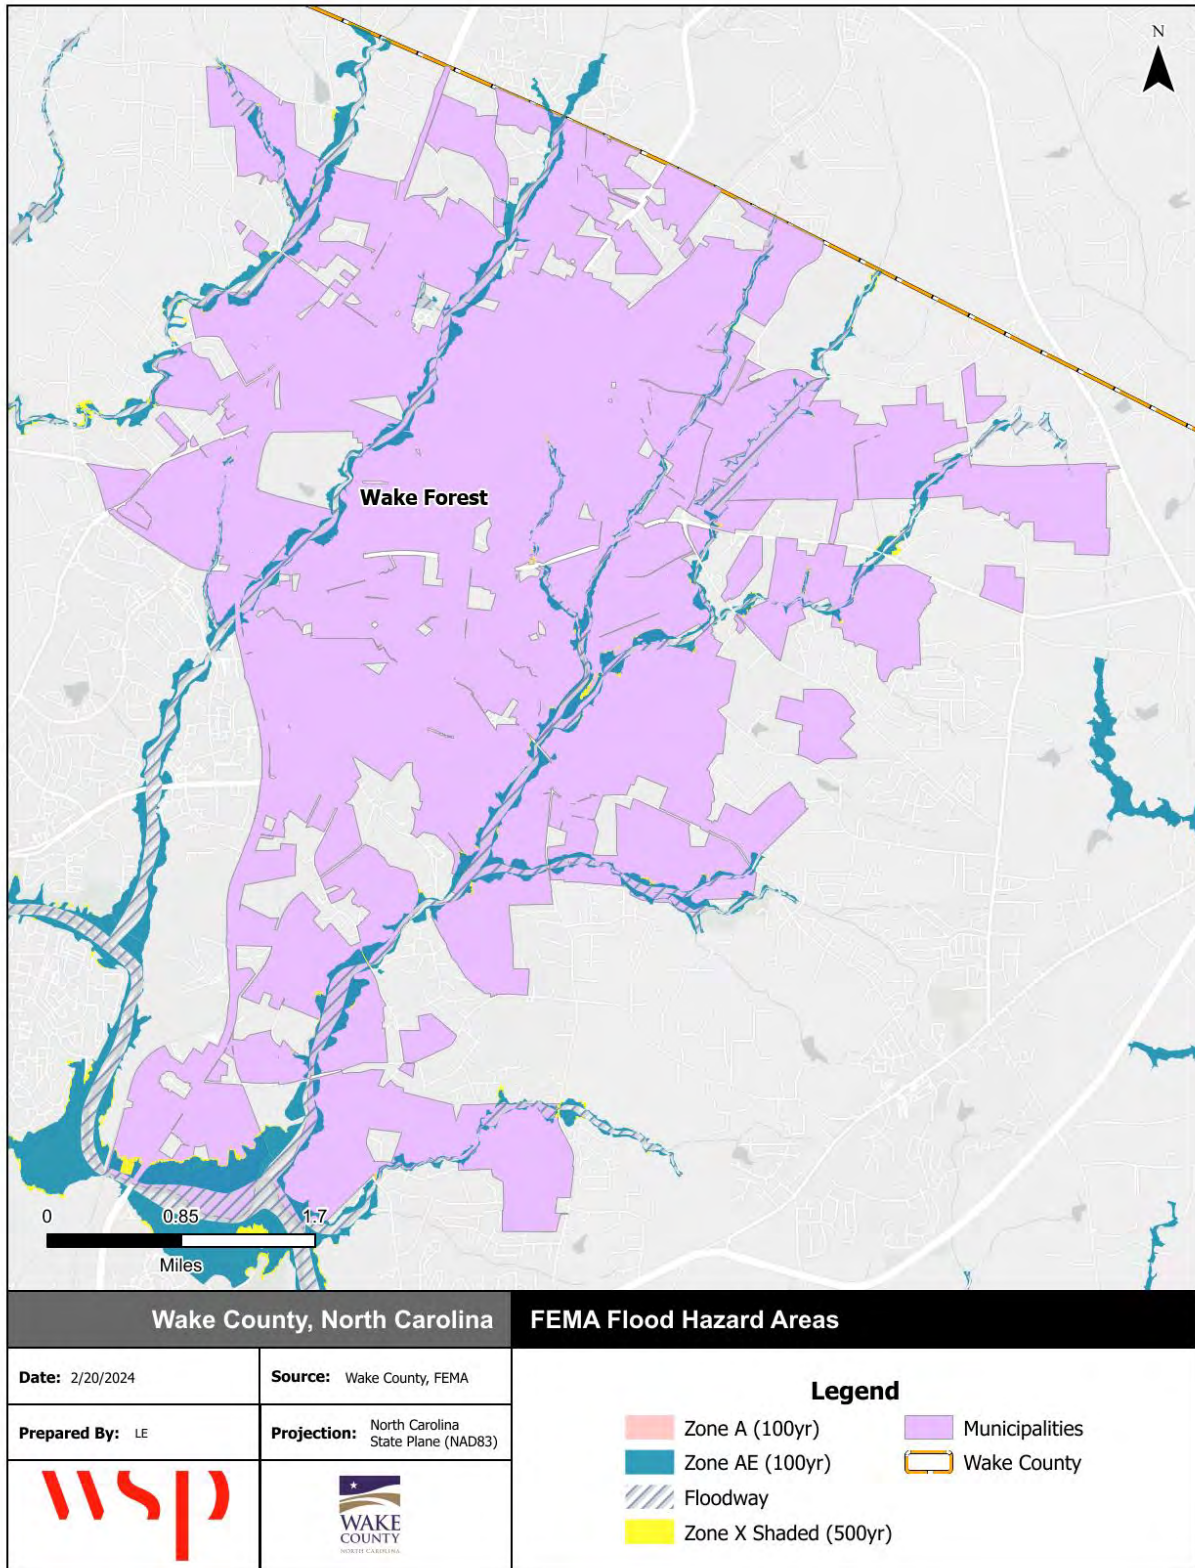 N
Wake Forest
0 0.85 1.7
Miles
Wake County, North Carolina
FEMA Flood Hazard Areas
Date: 2/20/2024
Source: Wake County, FEMA
Prepared By: LE
Projection: North Carolina
State Plane (NAD83)
wsp
WAKE
COUNTY
NORTH CAROLINA
Legend
Zone A (100yr)
Zone AE (100yr)
Floodway
Zone X Shaded (500yr)
Municipalities
Wake County